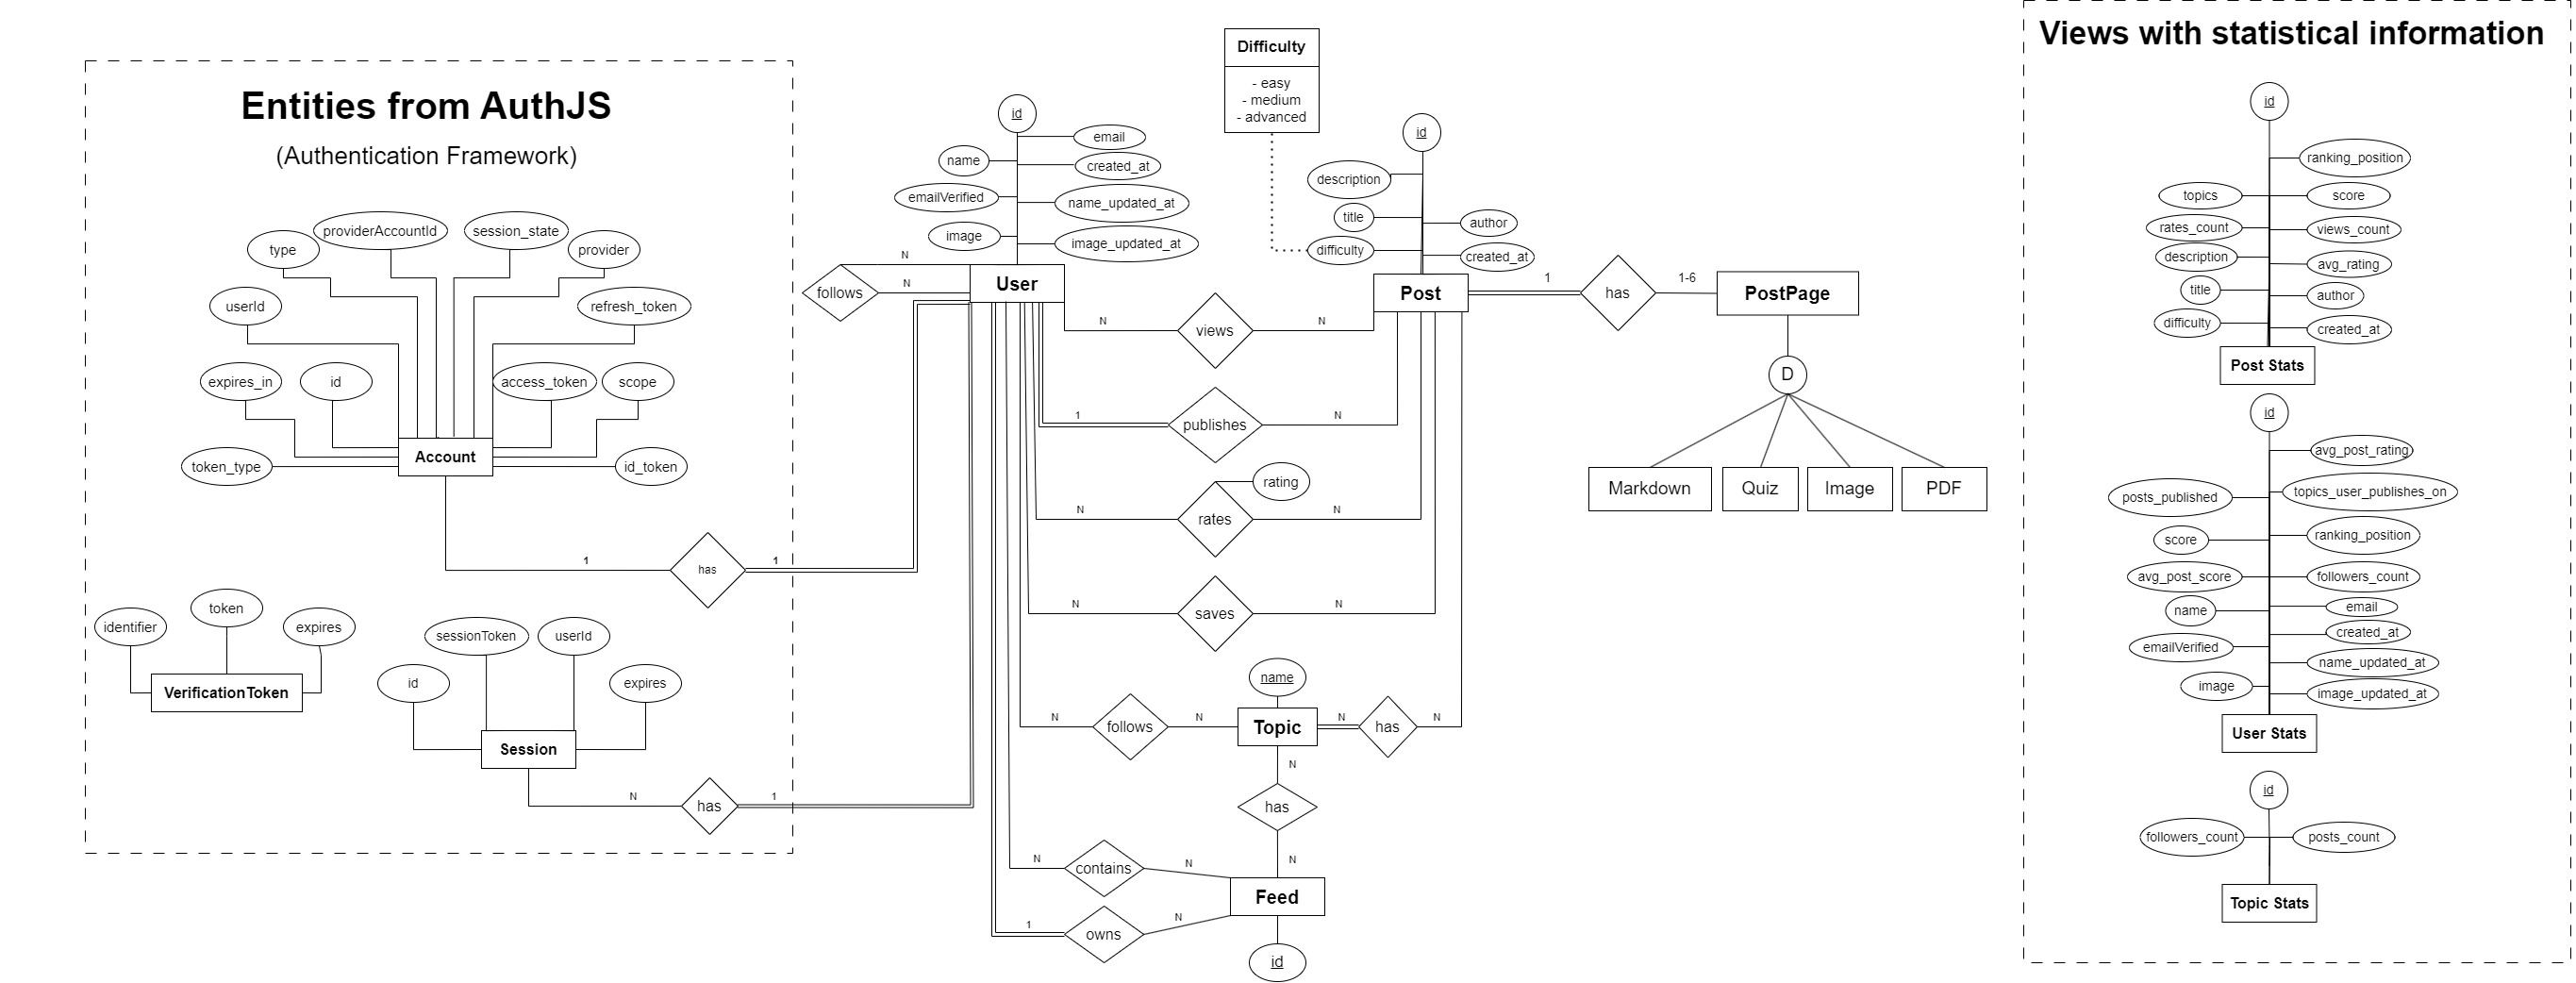 Entities from AuthJS
(Authentication Framework)
type
providerAccountId
session_state
provider
userId
refresh_token
expires_in
id
access_token
scope
token_type
Account
id_token
1
has
1
identifier
token
expires
VerificationToken
sessionToken
userId
id
expires
Session
N
has
1
id
email
name
created_at
emailVerified
name_updated_at
image
image_updated_at
N
follows
N
User
Difficulty
- easy
- medium
- advanced
id
description
title
author
difficulty
created_at
Post
1
has
1-6
PostPage
D
Markdown
Quiz
Image
PDF
N
views
N
1
publishes
N
rating
N
rates
N
N
saves
N
name
N
follows
N
Topic
N
has
N
N
has
N
N
contains
N
Feed
1
owns
N
id
Views with statistical information
id
ranking_position
topics
score
rates_count
views_count
description
avg_rating
title
author
difficulty
created_at
Post Stats
id
avg_post_rating
posts_published
topics_user_publishes_on
score
ranking_position
avg_post_score
followers_count
name
email
created_at
emailVerified
name_updated_at
image
image_updated_at
User Stats
id
followers_count
posts_count
Topic Stats